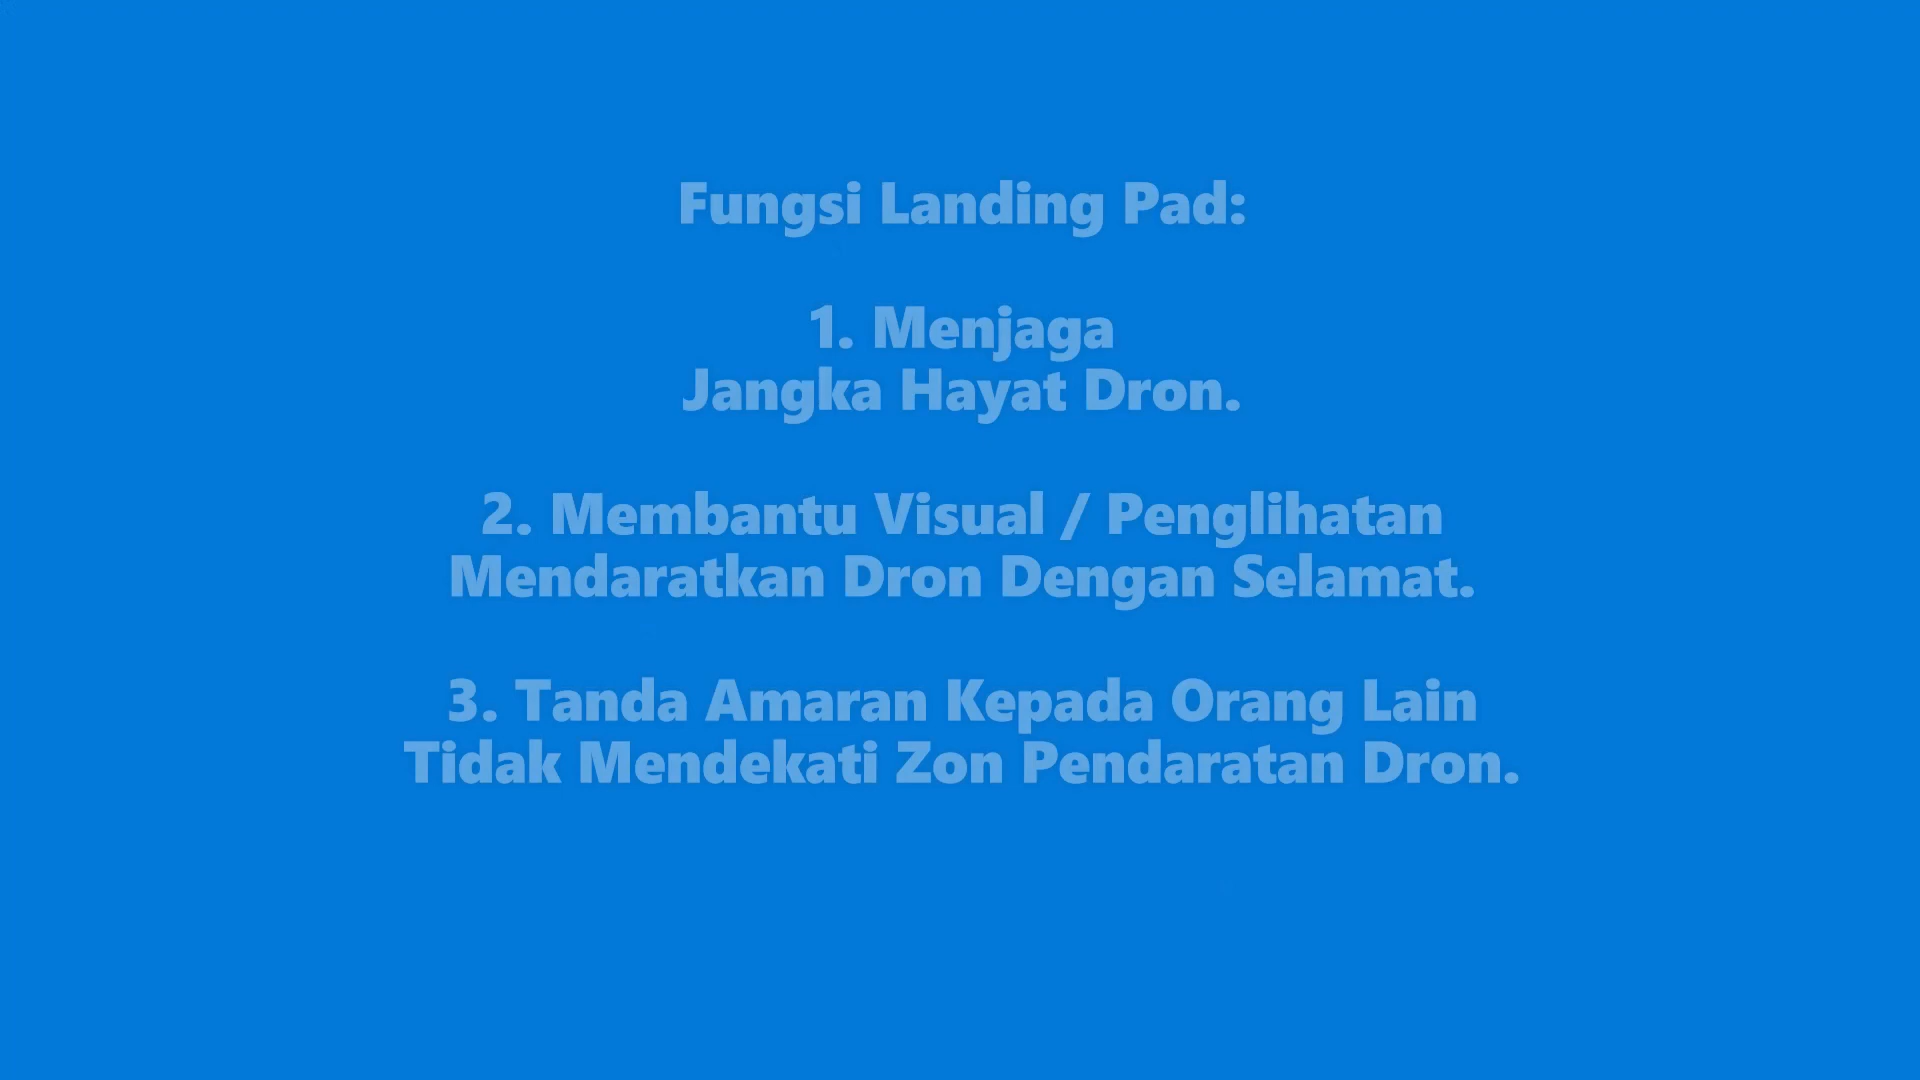 Fungsi Landing Pad:
1. Menjaga
Jangka Hayat Dron.
2. Membantu Visual / Penglihatan
Mendaratkan Dron Dengan Selamat.
3. Tanda Amaran Kepada Orang Lain
Tidak Mendekati Zon Pendaratan Dron.